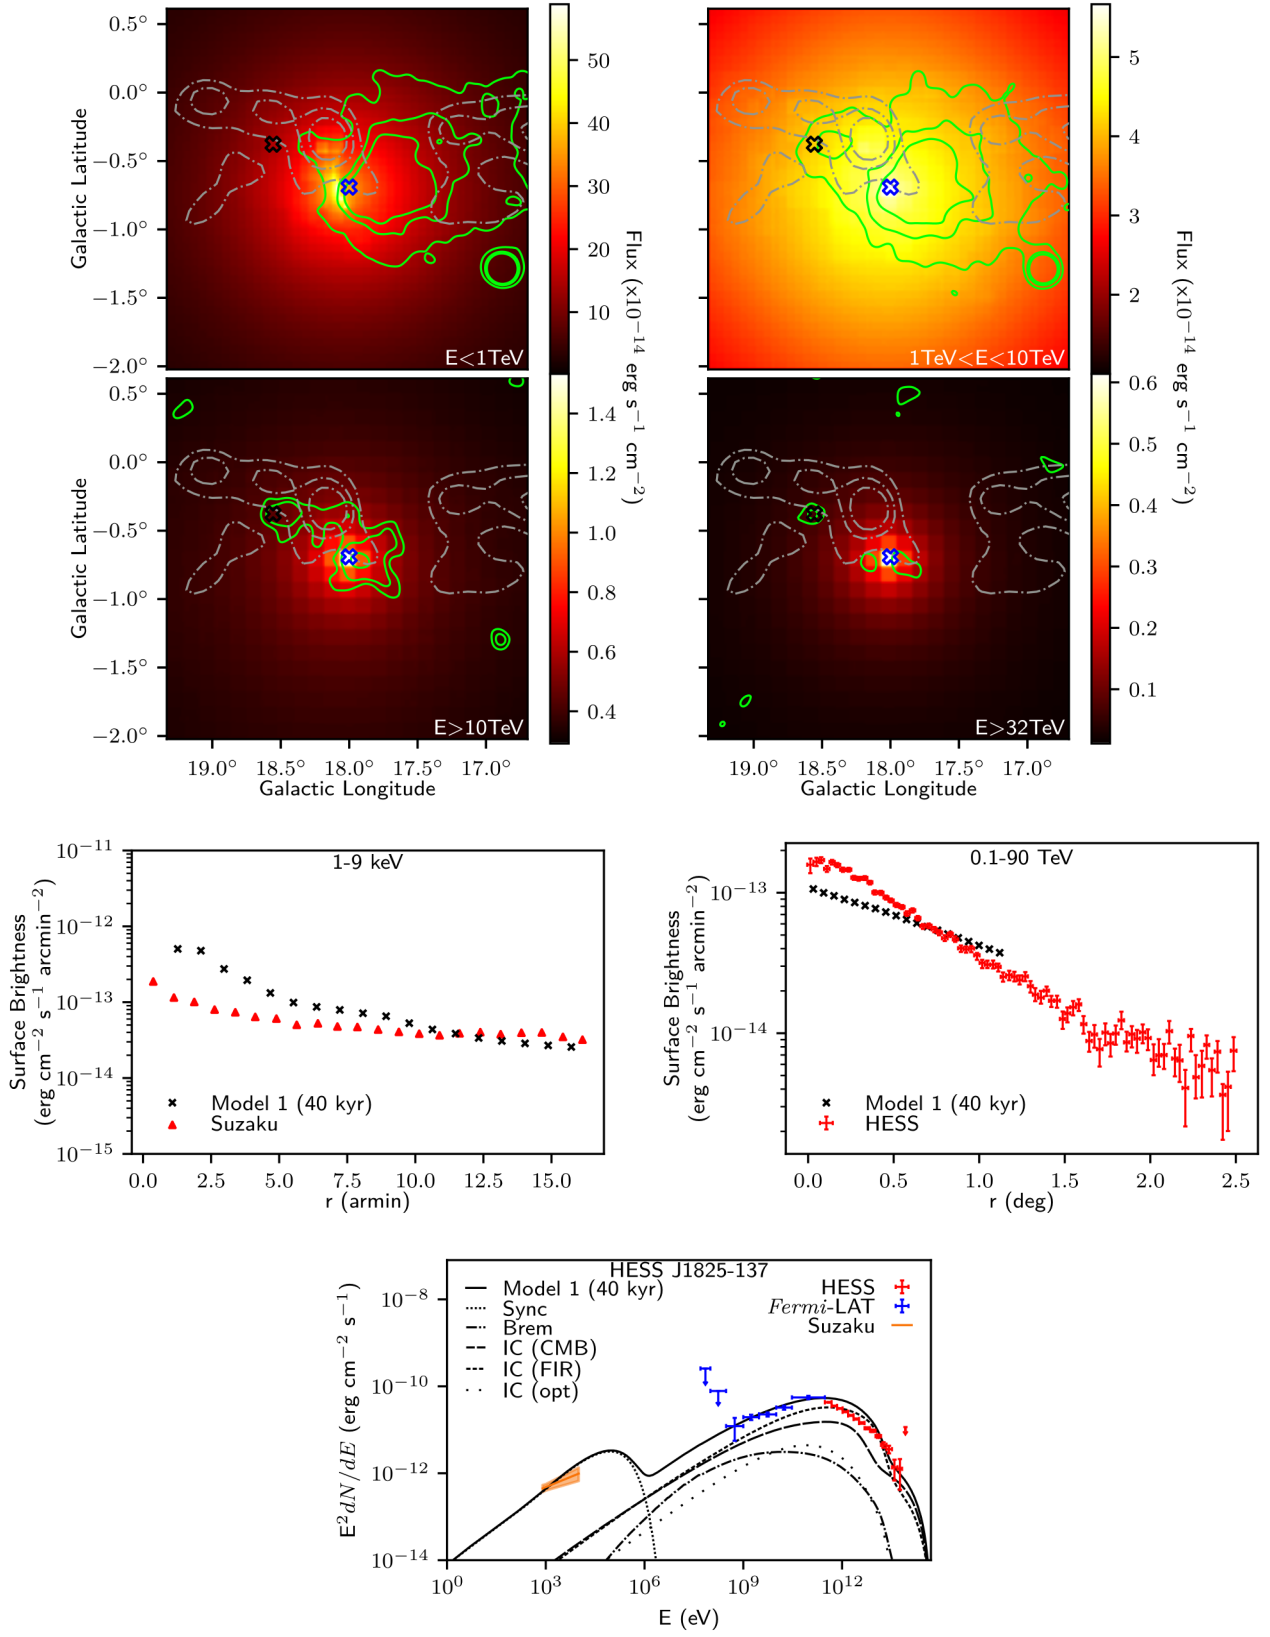 0.5°
0.0°
−0.5°
−1.0°
−1.5°
−2.0°
Galactic Latitude
E<1TeV
50
40
30
20
10
Flux (x10−14 erg s−1 cm−2)
1TeV<E<10TeV
5
4
3
2
Flux (x10−14 erg s−1 cm−2)
0.5°
0.0°
−0.5°
−1.0°
−1.5°
−2.0°
Galactic Latitude
E>10TeV
1.4
1.2
1.0
0.8
0.6
0.4
E>32TeV
0.6
0.5
0.4
0.3
0.2
0.1
19.0° 18.5° 18.0° 17.5° 17.0°
Galactic Longitude
19.0° 18.5° 18.0° 17.5° 17.0°
Galactic Longitude
1-9 keV
10−11
10−12
10−13
10−14
10−15
Surface Brightness
(erg cm−2 s−1 arcmin−2)
Model 1 (40 kyr)
Suzaku
0.0 2.5 5.0 7.5 10.0 12.5 15.0
r (armin)
0.1-90 TeV
10−13
10−14
Surface Brightness
(erg cm−2 s−1 arcmin−2)
Model 1 (40 kyr)
HESS
0.0 0.5 1.0 1.5 2.0 2.5
r (deg)
HESS J1825-137
Model 1 (40 kyr)
Sync
Brem
IC (CMB)
IC (FIR)
IC (opt)
HESS
Fermi-LAT
Suzaku
10−8
10−10
10−12
10−14
E2dN/dE (erg cm−2 s−1)
100 103 106 109 1012
E (eV)